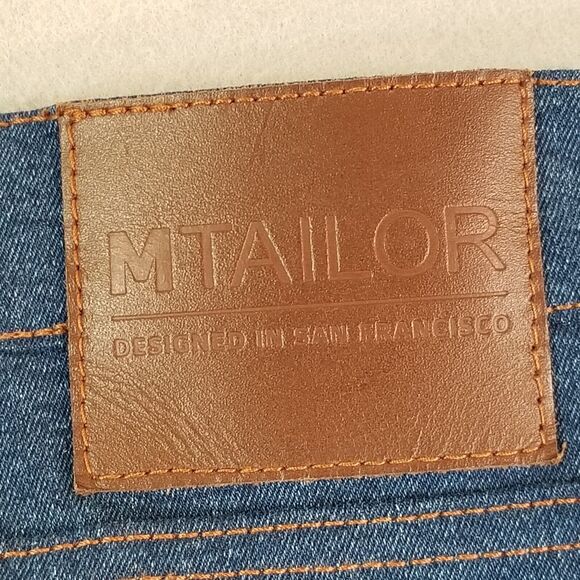 MTAILOR
DESIGNED IN SAN FRANCISCO